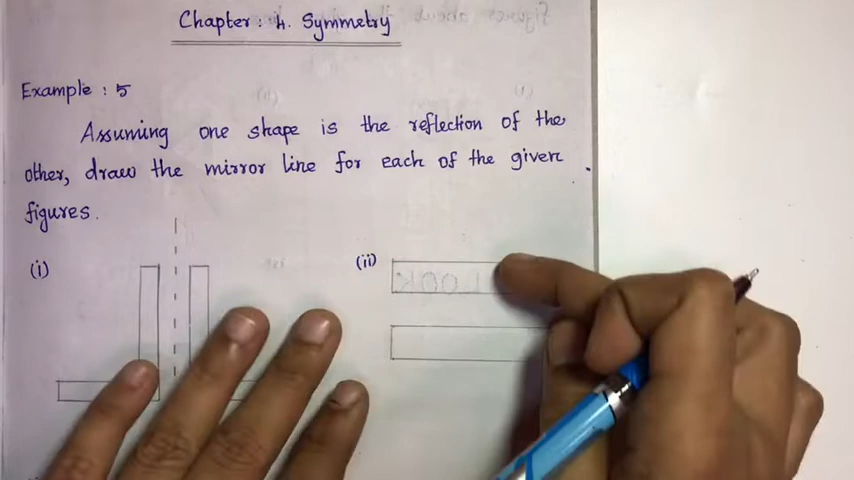 Chapter : 4. Symmetry
Example : 5
Assuming one shape is the reflection of the
other, draw the mirror line for each of the given
figures.
(i)
(ii)